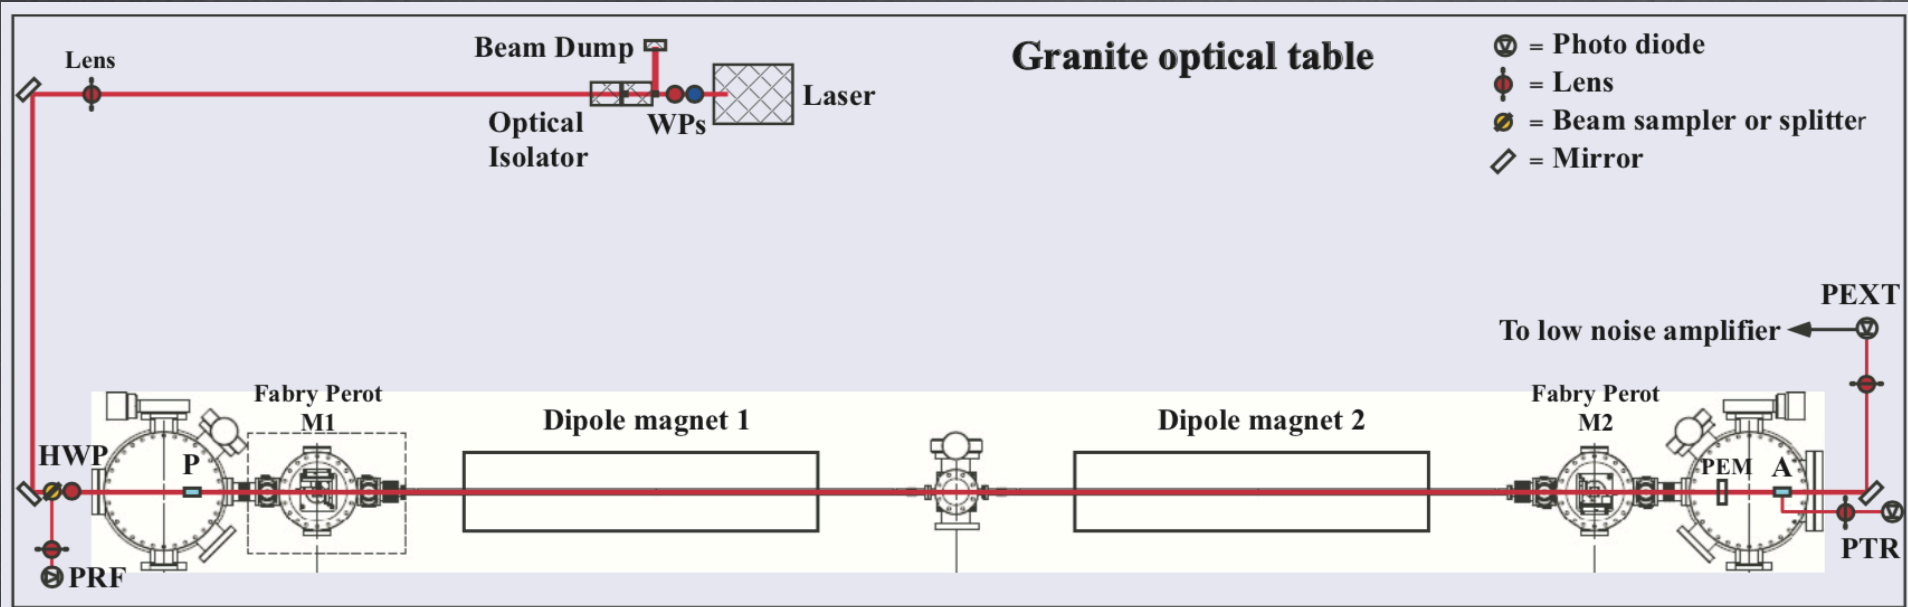 Granite optical table
Beam Dump
Lens
Laser
Optical
Isolator
WPs
= Photo diode
= Lens
= Beam sampler or splitter
= Mirror
PEXT
To low noise amplifier
Fabry Perot
M1
Dipole magnet 1
Dipole magnet 2
Fabry Perot
M2
HWP
P
PEM
A
PTR
PRF